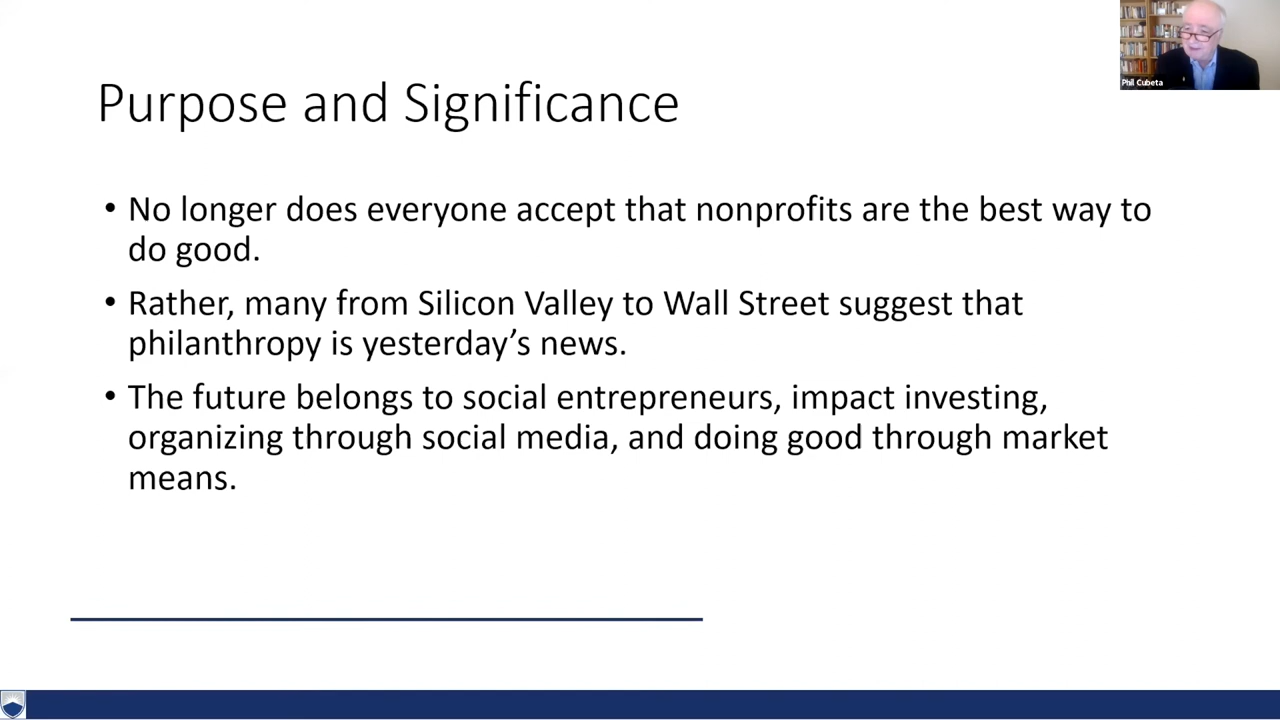 Phil Cubeta
Purpose and Significance
• No longer does everyone accept that nonprofits are the best way to
do good.
• Rather, many from Silicon Valley to Wall Street suggest that
philanthropy is yesterday’s news.
• The future belongs to social entrepreneurs, impact investing,
organizing through social media, and doing good through market
means.